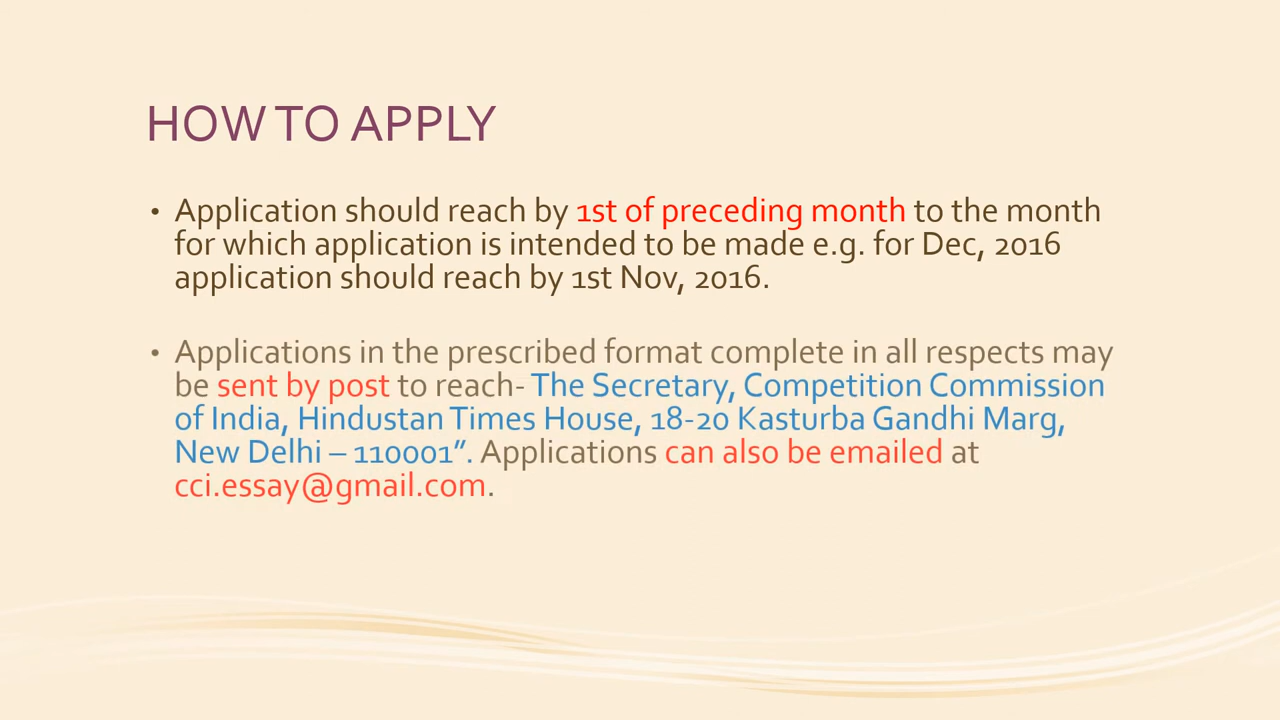 HOW TO APPLY
• Application should reach by 1st of preceding month to the month
for which application is intended to be made e.g. for Dec, 2016
application should reach by 1st Nov, 2016.
• Applications in the prescribed format complete in all respects may
be sent by post to reach- The Secretary, Competition Commission
of India, Hindustan Times House, 18-20 Kasturba Gandhi Marg,
New Delhi – 110001”. Applications can also be emailed at
cci.essay@gmail.com.